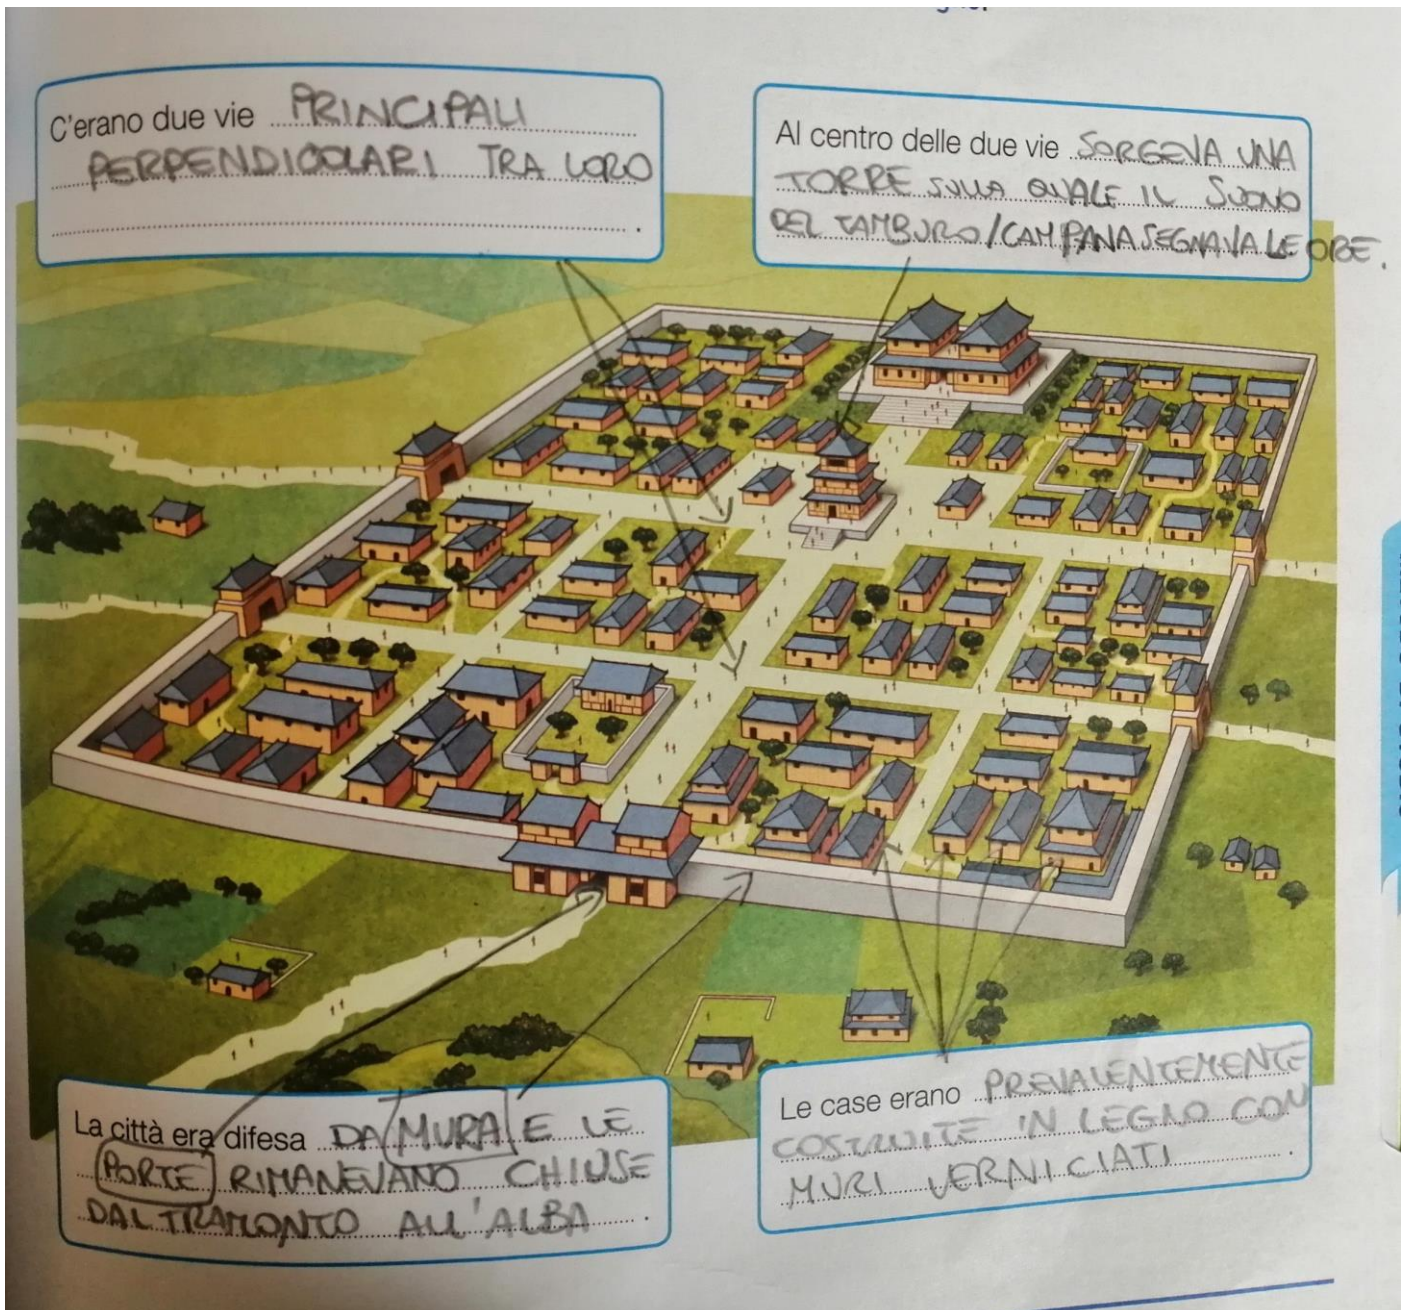 C'erano due vie PRINCIPALI
PERPENDICOLARI TRA LORO
.
Al centro delle due vie SORGEVA UNA
TORRE SULLA QUALE IL SUONO
DEL TAMBURO/CAMPANA SEGNAVA LE ORE.
La città era difesa DA MURA E LE
PORTE RIMANEVANO CHIUSE
DAL TRAMONTO ALL'ALBA.
Le case erano PREVALENTEMENTE
COSTRUITE IN LEGNO CON
MURI VERNICIATI.